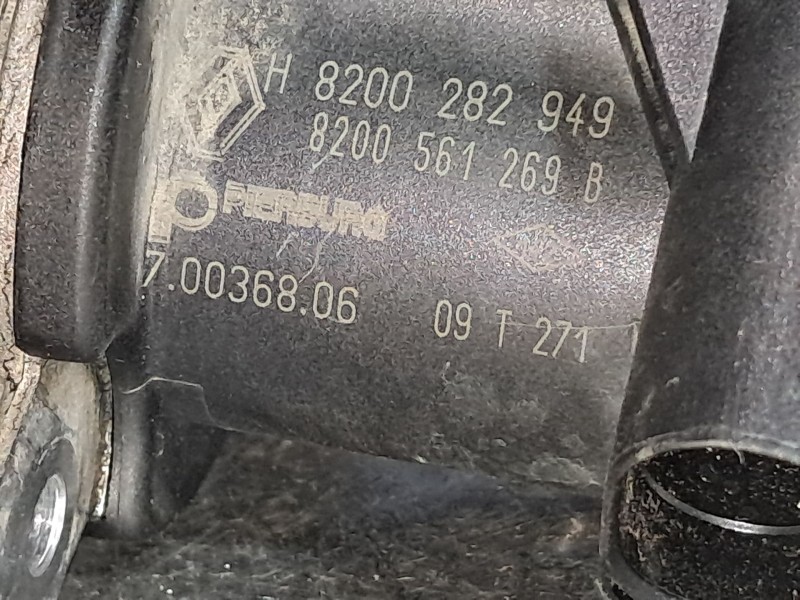 H 8200 282 949
8200 561 269 B
PIERBURG
7.00368.06 09 T 271